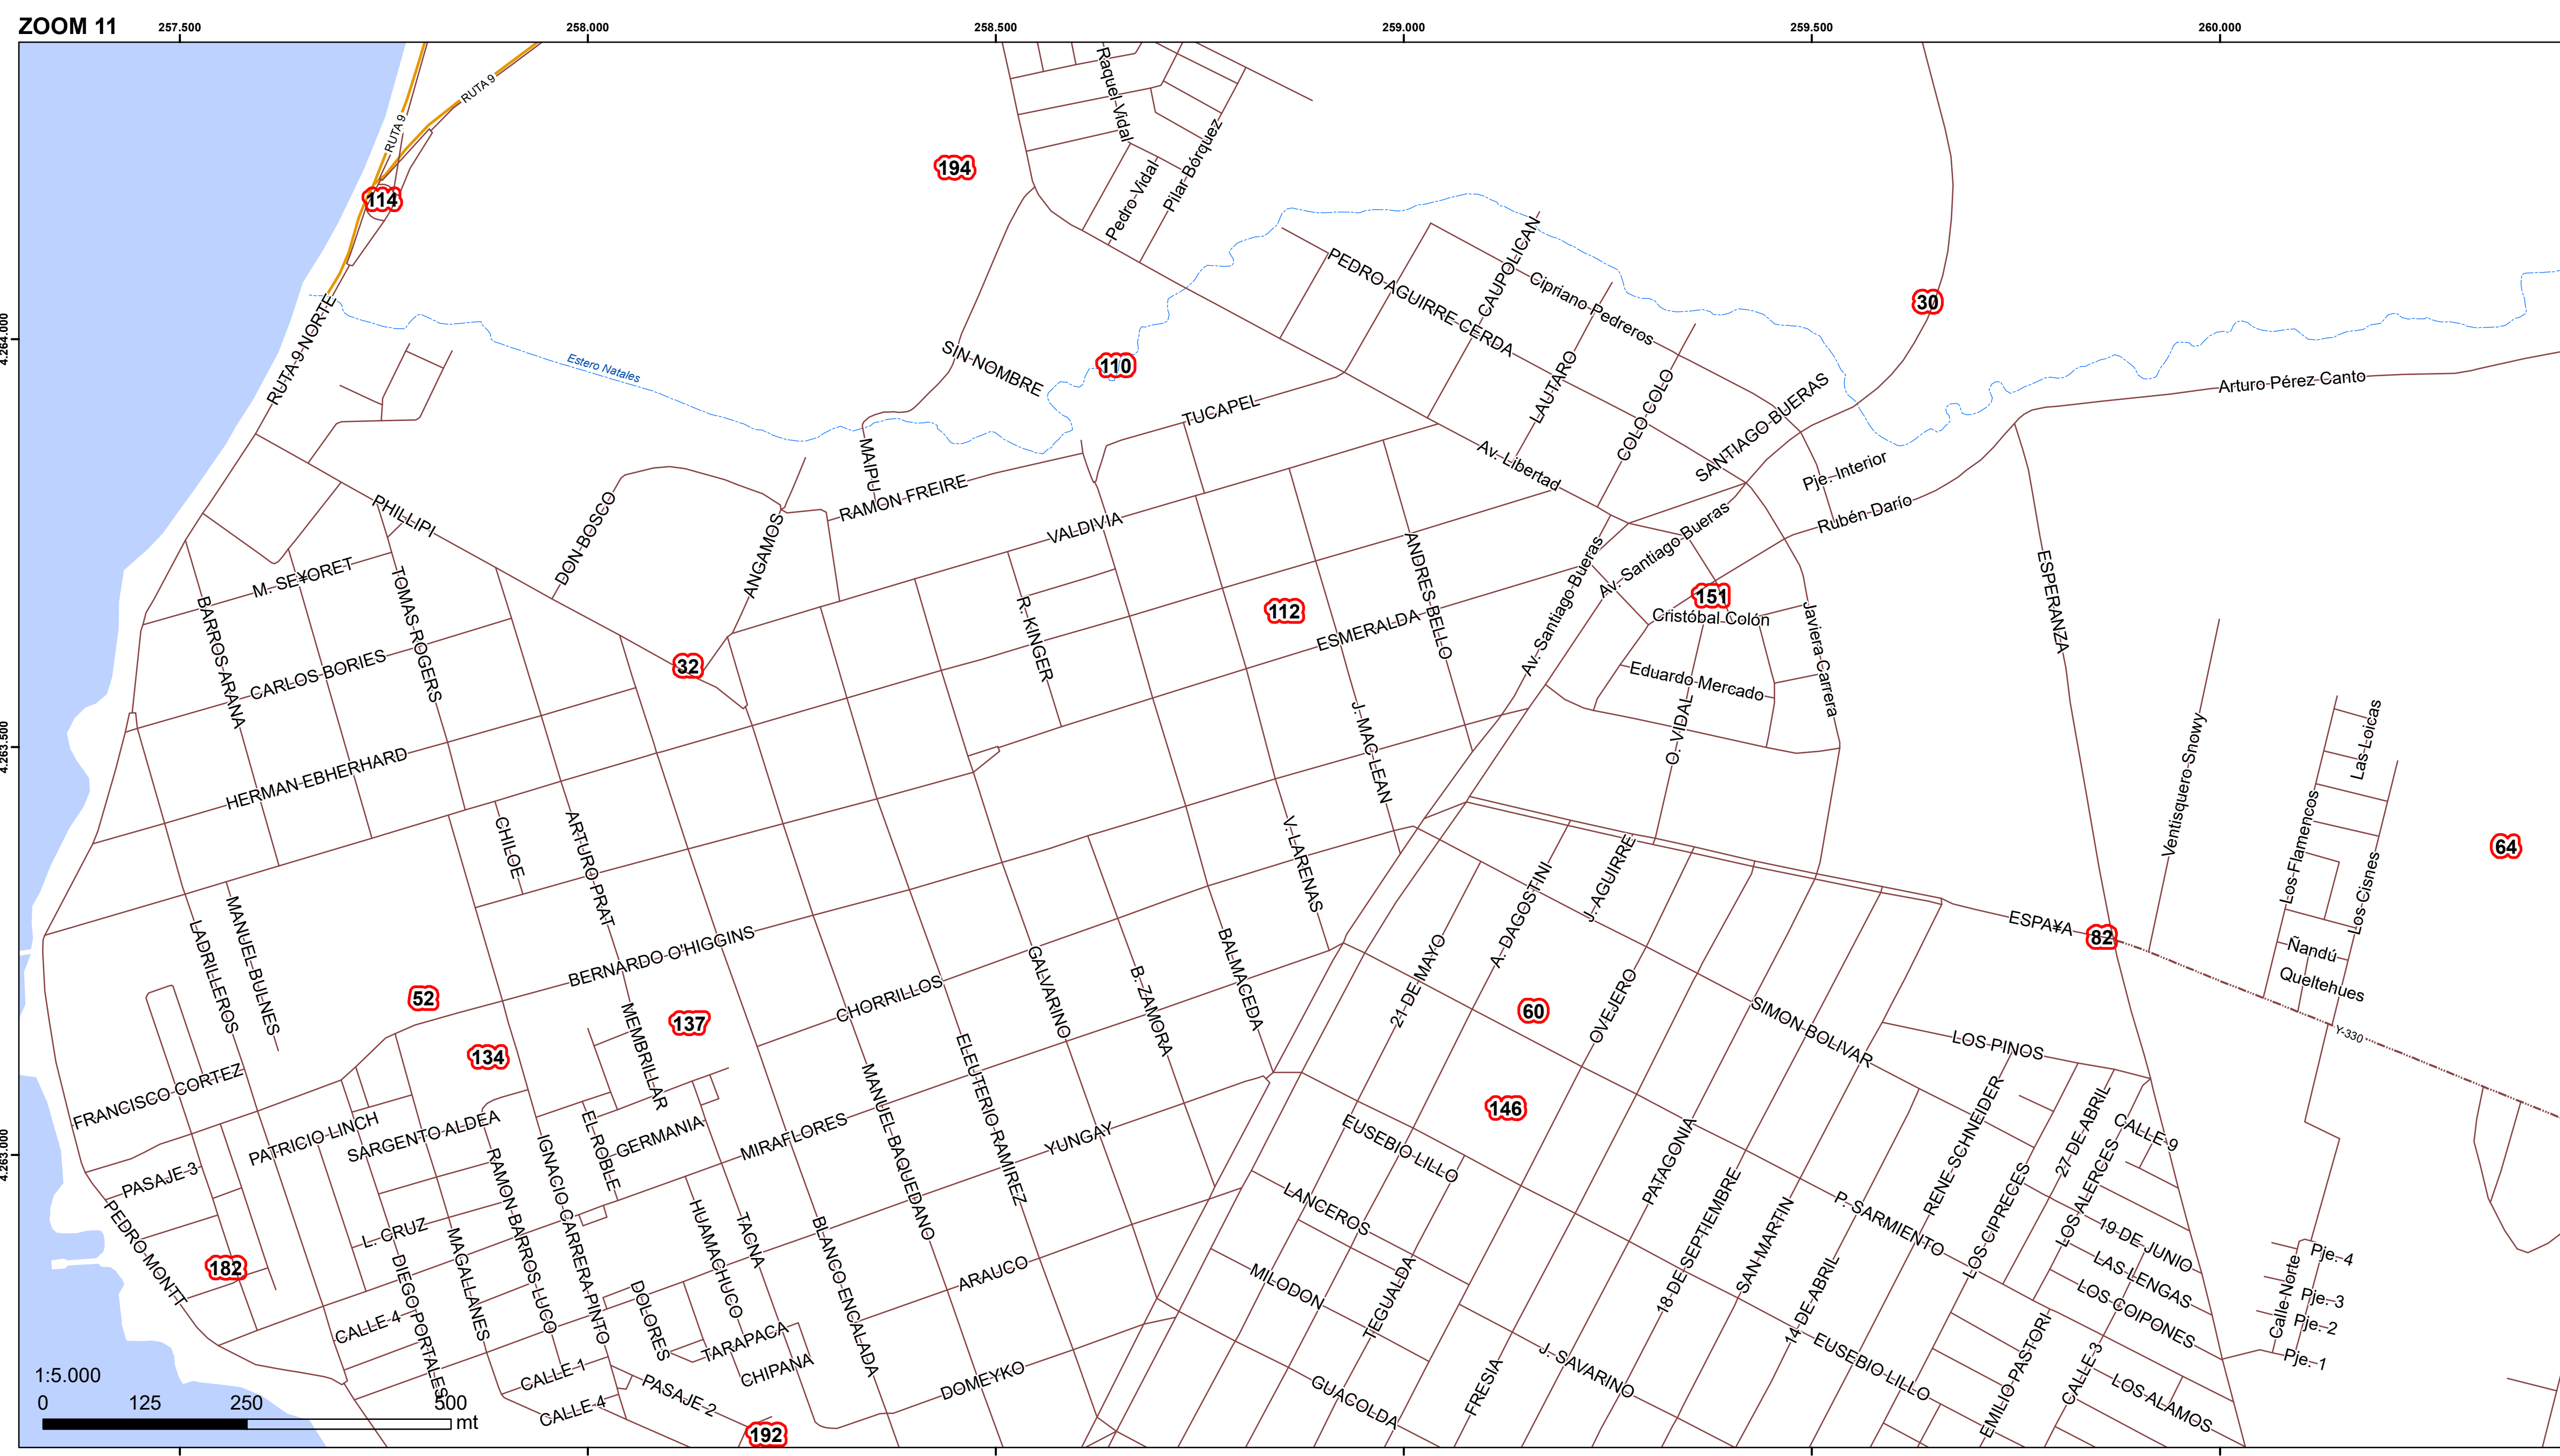 ZOOM 11
257.500
258.000
258.500
259.000
259.500
260.000
4.264.000
4.263.500
4.263.000
RUTA 9
RUTA 9
114
194
Raquel Vidal
Pedro Vidal
Pilar Bórquez
30
RUTA 9 NORTE
Estero Natales
SIN NOMBRE
110
PEDRO AGUIRRE CERDA
CAUPOLICAN
Cipriano Pedreros
LAUTARO
COLO COLO
SANTIAGO BUERAS
Arturo Pérez Canto
TUCAPEL
MAIPU
RAMON FREIRE
Av. Libertad
Pje. Interior
Rubén Darío
PHILLIPI
DON BOSCO
ANGAMOS
VALDIVIA
ANDRES BELLO
Av. Santiago Bueras
Av. Santiago Bueras
M. SE¥ORET
TOMAS ROGERS
BARROS ARANA
R. KINGER
112
ESMERALDA
151
Cristóbal Colón
Javiera Carrera
ESPERANZA
CARLOS BORIES
32
Eduardo Mercado
O. VIDAL
J. MAC LEAN
HERMAN EBHERHARD
Ventisquero Snowy
Las Loicas
Los Flamencos
Los Cisnes
64
CHILOE
ARTURO PRAT
V. LARENAS
J. AGUIRRE
A. DAGOSTINI
MANUEL BULNES
LADRILLEROS
BERNARDO O'HIGGINS
ESPA¥A
82
Ñandú
Queltehues
Y-330
52
137
134
MEMBRILLAR
CHORRILLOS
GALVARINO
B. ZAMORA
BALMACEDA
21 DE MAYO
60
OVEJERO
SIMON BOLIVAR
LOS PINOS
FRANCISCO CORTEZ
PATRICIO LINCH
SARGENTO ALDEA
EL ROBLE
GERMANIA
MIRAFLORES
MANUEL BAQUEDANO
ELEUTERIO RAMIREZ
YUNGAY
146
EUSEBIO LILLO
PATAGONIA
RENE SCHNEIDER
27 DE ABRIL
CALLE 9
PASAJE 3
PEDRO MONTT
L. CRUZ
RAMON BARROS LUCO
IGNACIO CARRERA PINTO
HUAMACHUCO
TACNA
BLANCO ENCALADA
LANCEROS
18 DE SEPTIEMBRE
SAN MARTIN
P. SARMIENTO
LOS CIPRECES
LOS ALERCES
19 DE JUNIO
LAS LENGAS
LOS COIPONES
Calle Norte
Pje. 4
Pje. 3
Pje. 2
Pje. 1
182
DIEGO PORTALES
MAGALLANES
CALLE 4
DOLORES
TARAPACA
CHIPANA
ARAUCO
MILODON
TEGUALDA
14 DE ABRIL
CALLE 1
CALLE 4
PASAJE 2
DOMEYKO
GUACOLDA
FRESIA
J. SAVARINO
EUSEBIO LILLO
EMILIO PASTORI
CALLE 3
LOS ALAMOS
192
1:5.000
0 125 250 500
mt